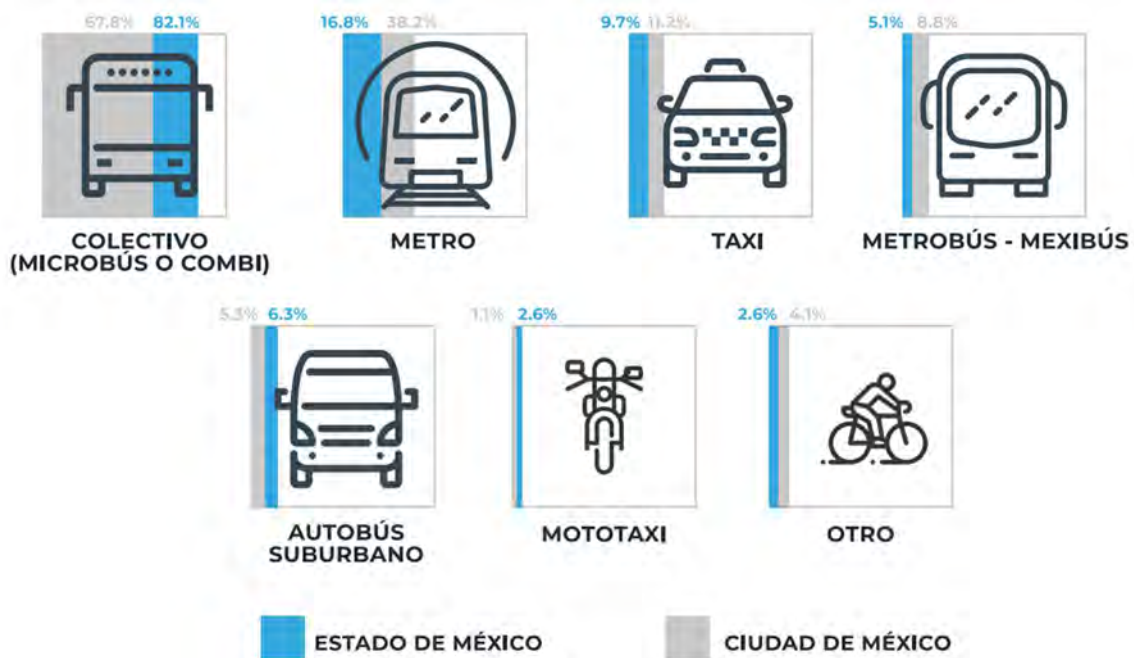 67.8% 82.1%
16.8% 38.2%
9.7% 11.2%
5.1% 8.8%
COLECTIVO
(MICROBÚS O COMBI)
METRO
TAXI
METROBÚS - MEXIBÚS
5.3% 6.3%
1.1% 2.6%
2.6% 4.1%
AUTOBÚS
SUBURBANO
MOTOTAXI
OTRO
ESTADO DE MÉXICO
CIUDAD DE MÉXICO